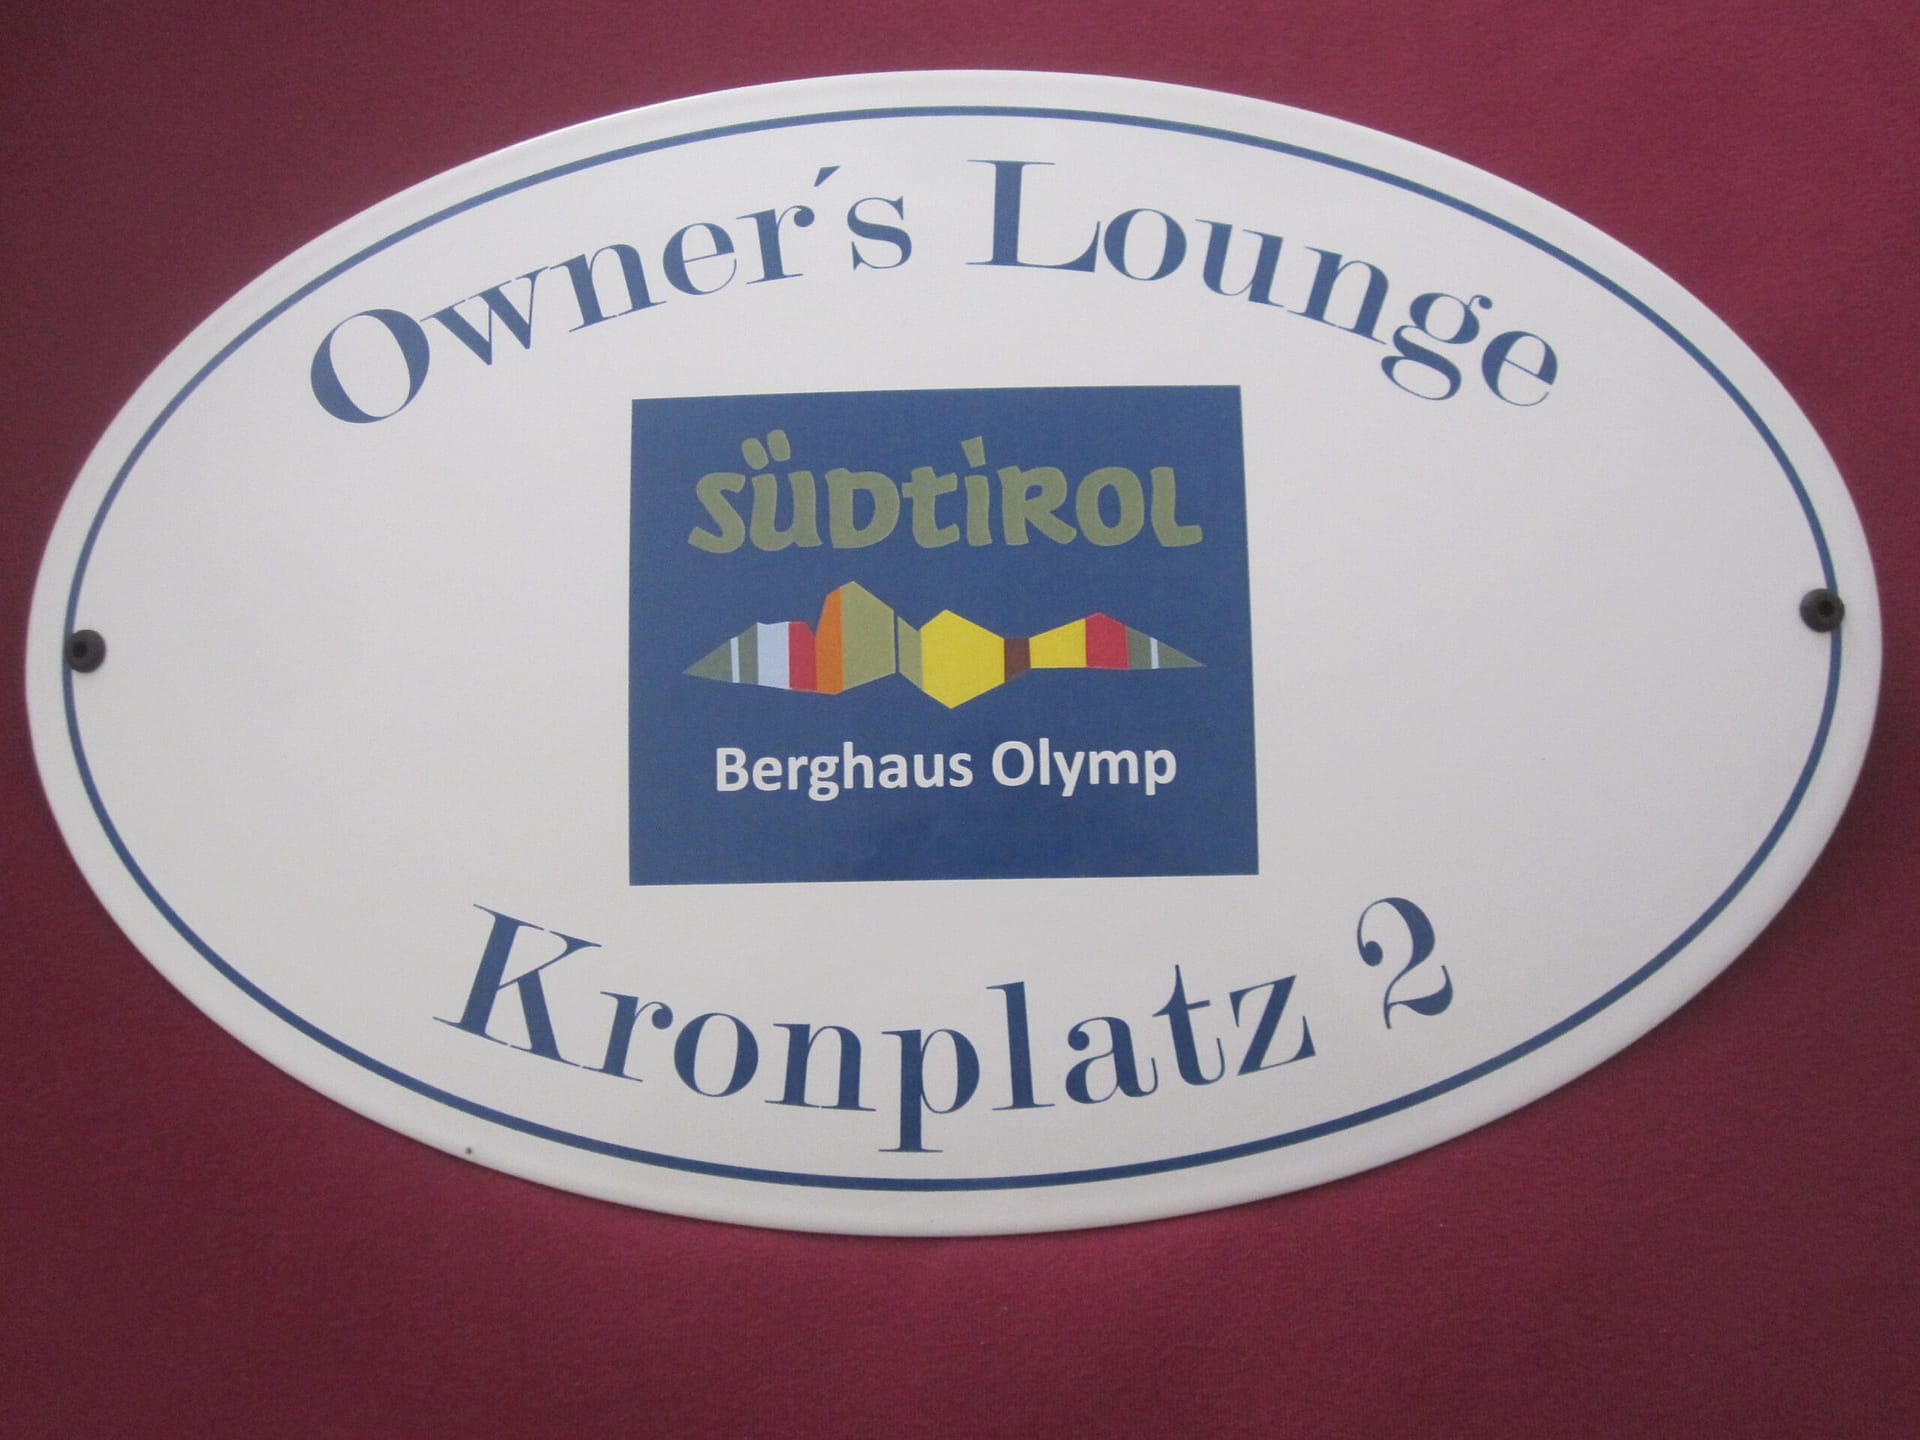 Owner´s Lounge
SÜDtiROL
Berghaus Olymp
Kronplatz 2